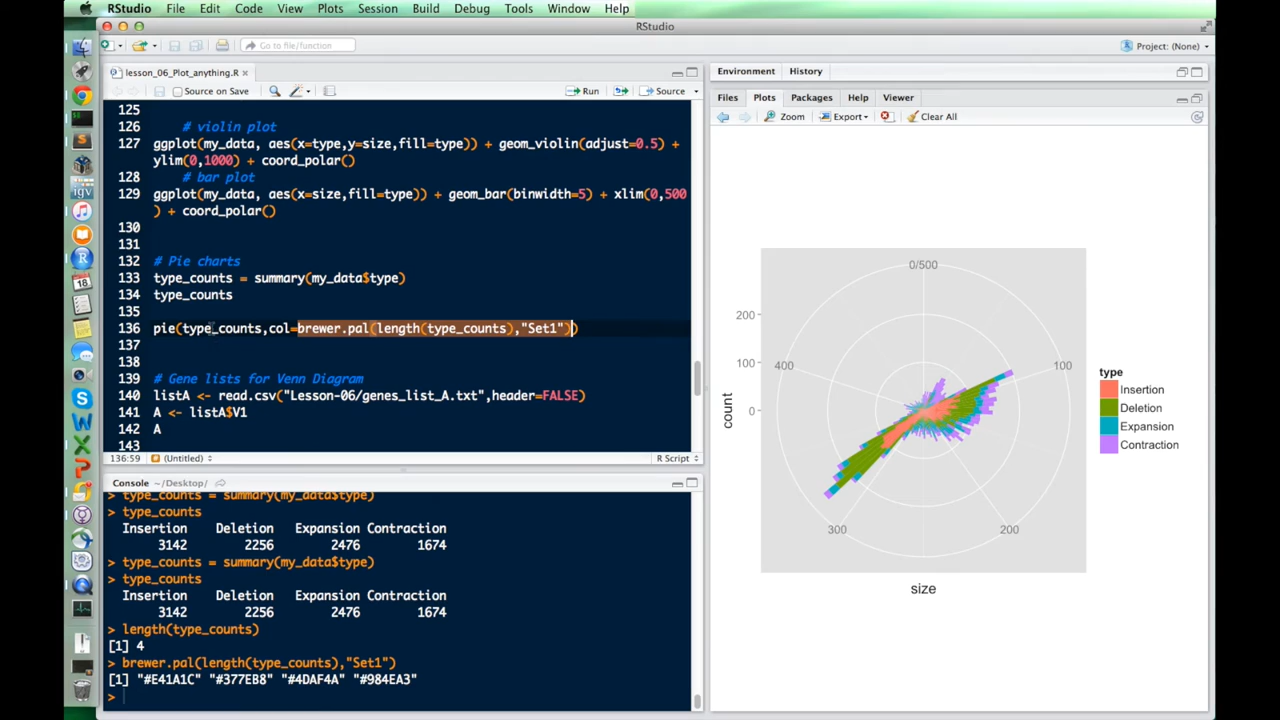 RStudio File Edit Code View Plots Session Build Debug Tools Window Help
RStudio
Go to file/function
Project: (None)
lesson_06_Plot_anything.R
Source on Save
Run
Source
125
126 # violin plot
127 ggplot(my_data, aes(x=type,y=size,fill=type)) + geom_violin(adjust=0.5) +
ylim(0,1000) + coord_polar()
128 # bar plot
129 ggplot(my_data, aes(x=size,fill=type)) + geom_bar(binwidth=5) + xlim(0,500
) + coord_polar()
130
131
132 # Pie charts
133 type_counts = summary(my_data$type)
134 type_counts
135
136 pie(type_counts,col=brewer.pal(length(type_counts),"Set1"))
137
138
139 # Gene lists for Venn Diagram
140 listA <- read.csv("Lesson-06/genes_list_A.txt",header=FALSE)
141 A <- listA$V1
142 A
143
136:59 (Untitled) R Script
Console ~/Desktop/
> type_counts = summary(my_data$type)
> type_counts
Insertion Deletion Expansion Contraction
3142 2256 2476 1674
> type_counts = summary(my_data$type)
> type_counts
Insertion Deletion Expansion Contraction
3142 2256 2476 1674
> length(type_counts)
[1] 4
> brewer.pal(length(type_counts),"Set1")
[1] "#E41A1C" "#377EB8" "#4DAF4A" "#984EA3"
>
Environment History
Files Plots Packages Help Viewer
Zoom Export Clear All
0/500
200
100
0
400
100
300
200
count
size
type
Insertion
Deletion
Expansion
Contraction
igv
18